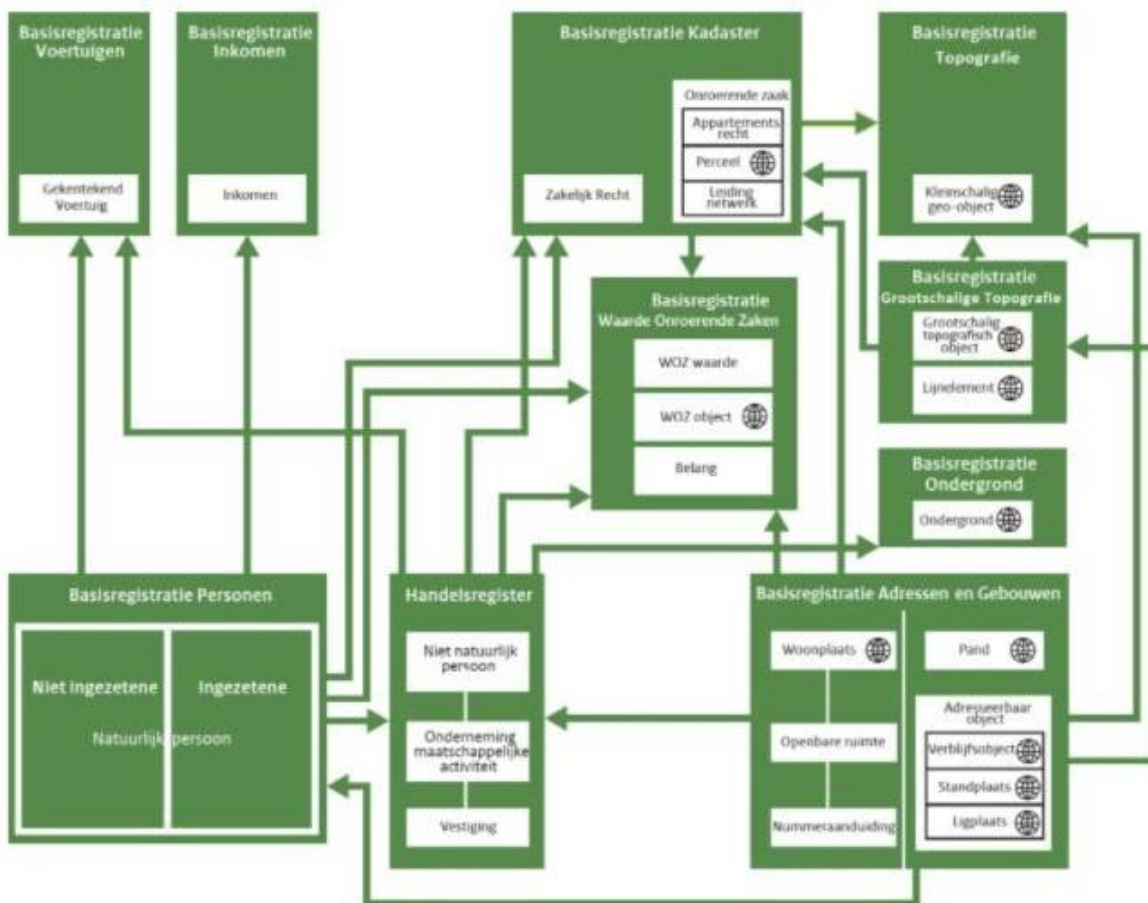 Basisregistratie
Voertuigen
Gekentekend
Voertuig
Basisregistratie
Inkomen
Inkomen
Basisregistratie Kadaster
Zakelijk Recht
Onroerende zaak
Appartements
recht
Perceel
Leiding
netwerk
Basisregistratie
Topografie
Kleinschalig
geo-object
Basisregistratie
Grootschalige Topografie
Grootschalig
topografisch
object
Lijnelement
Basisregistratie
Waarde Onroerende Zaken
WOZ waarde
WOZ object
Belang
Basisregistratie
Ondergrond
Ondergrond
Basisregistratie Personen
Niet ingezetene
Ingezetene
Natuurlijk persoon
Handelsregister
Niet natuurlijk
persoon
Onderneming
maatschappelijke
activiteit
Vestiging
Basisregistratie Adressen en Gebouwen
Woonplaats
Openbare ruimte
Nummeraanduiding
Pand
Adresseerbaar
object
Verblijfsobject
Standplaats
Ligplaats